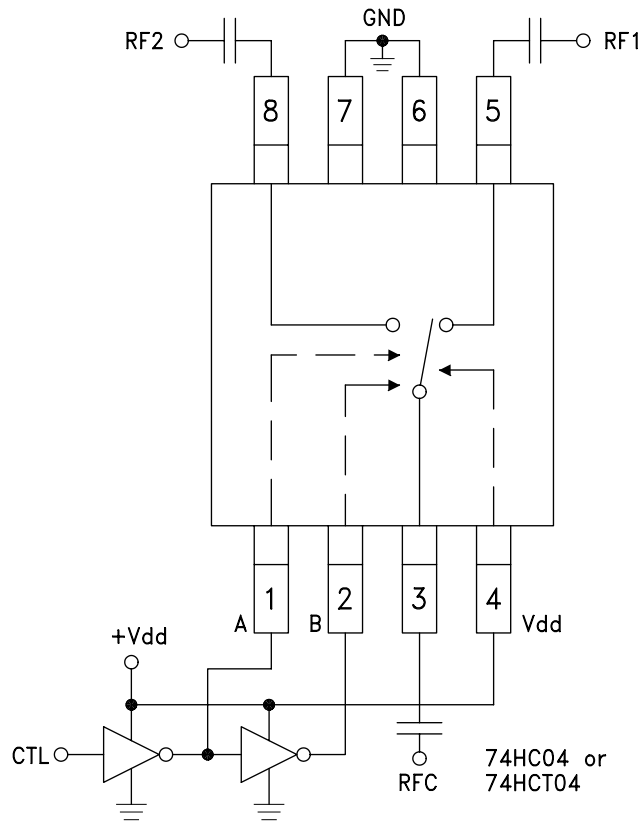 GND
RF2
RF1
8 7 6 5
1 2 3 4
A B Vdd
+Vdd
CTL
RFC
74HC04 or
74HCT04